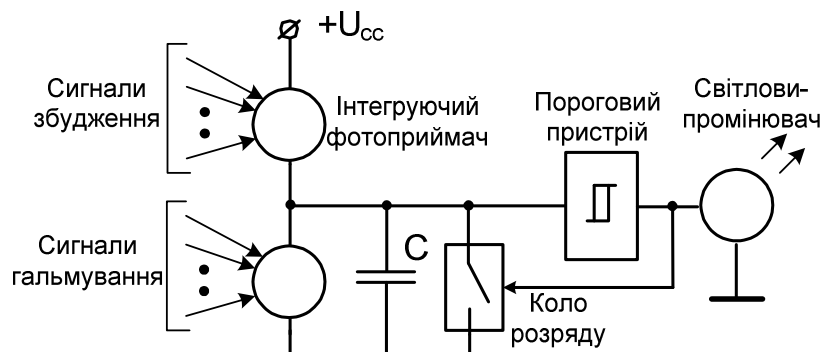 +Ucc
Сигнали
збудження
Інтегруючий
фотоприймач
Пороговий
пристрій
Світлови-
промінювач
Сигнали
гальмування
C
Коло
розряду